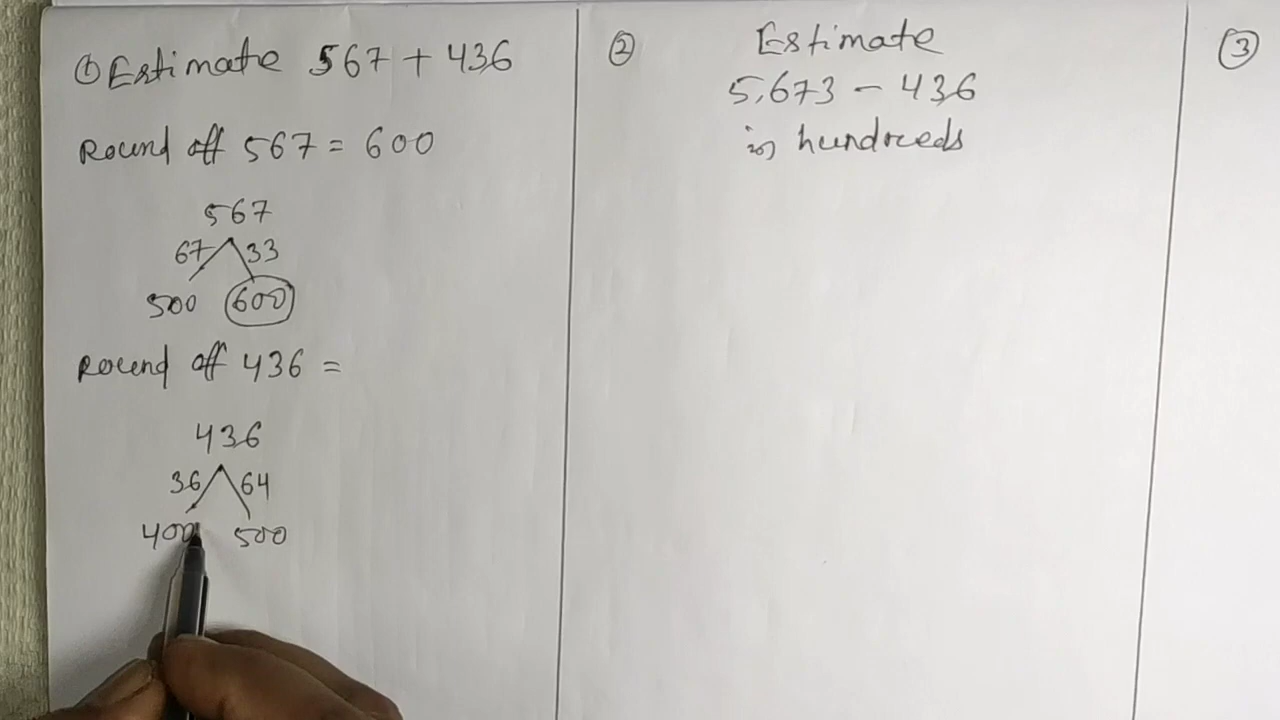 ① Estimate 567 + 436
Round off 567 = 600
567
67 33
500 600
Round off 436 =
436
36 64
400 500
②
Estimate
5,673 - 436
in hundreds
③